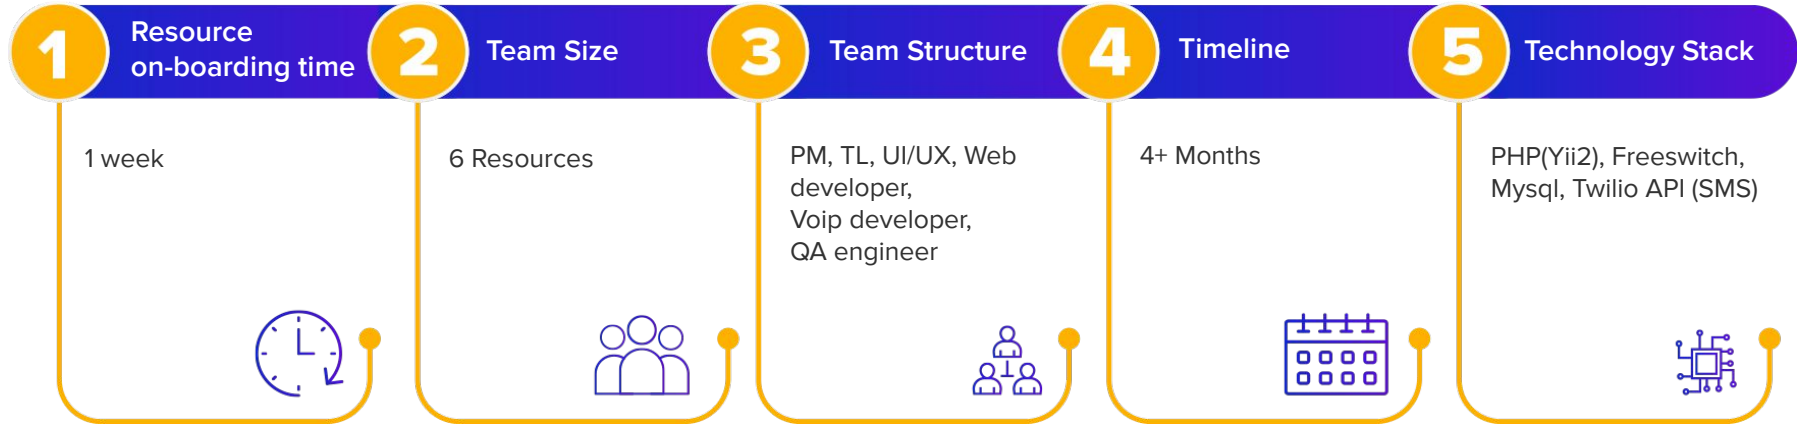 1
Resource
on-boarding time
1 week
2
Team Size
6 Resources
3
Team Structure
PM, TL, UI/UX, Web
developer,
Voip developer,
QA engineer
4
Timeline
4+ Months
5
Technology Stack
PHP(Yii2), Freeswitch,
Mysql, Twilio API (SMS)